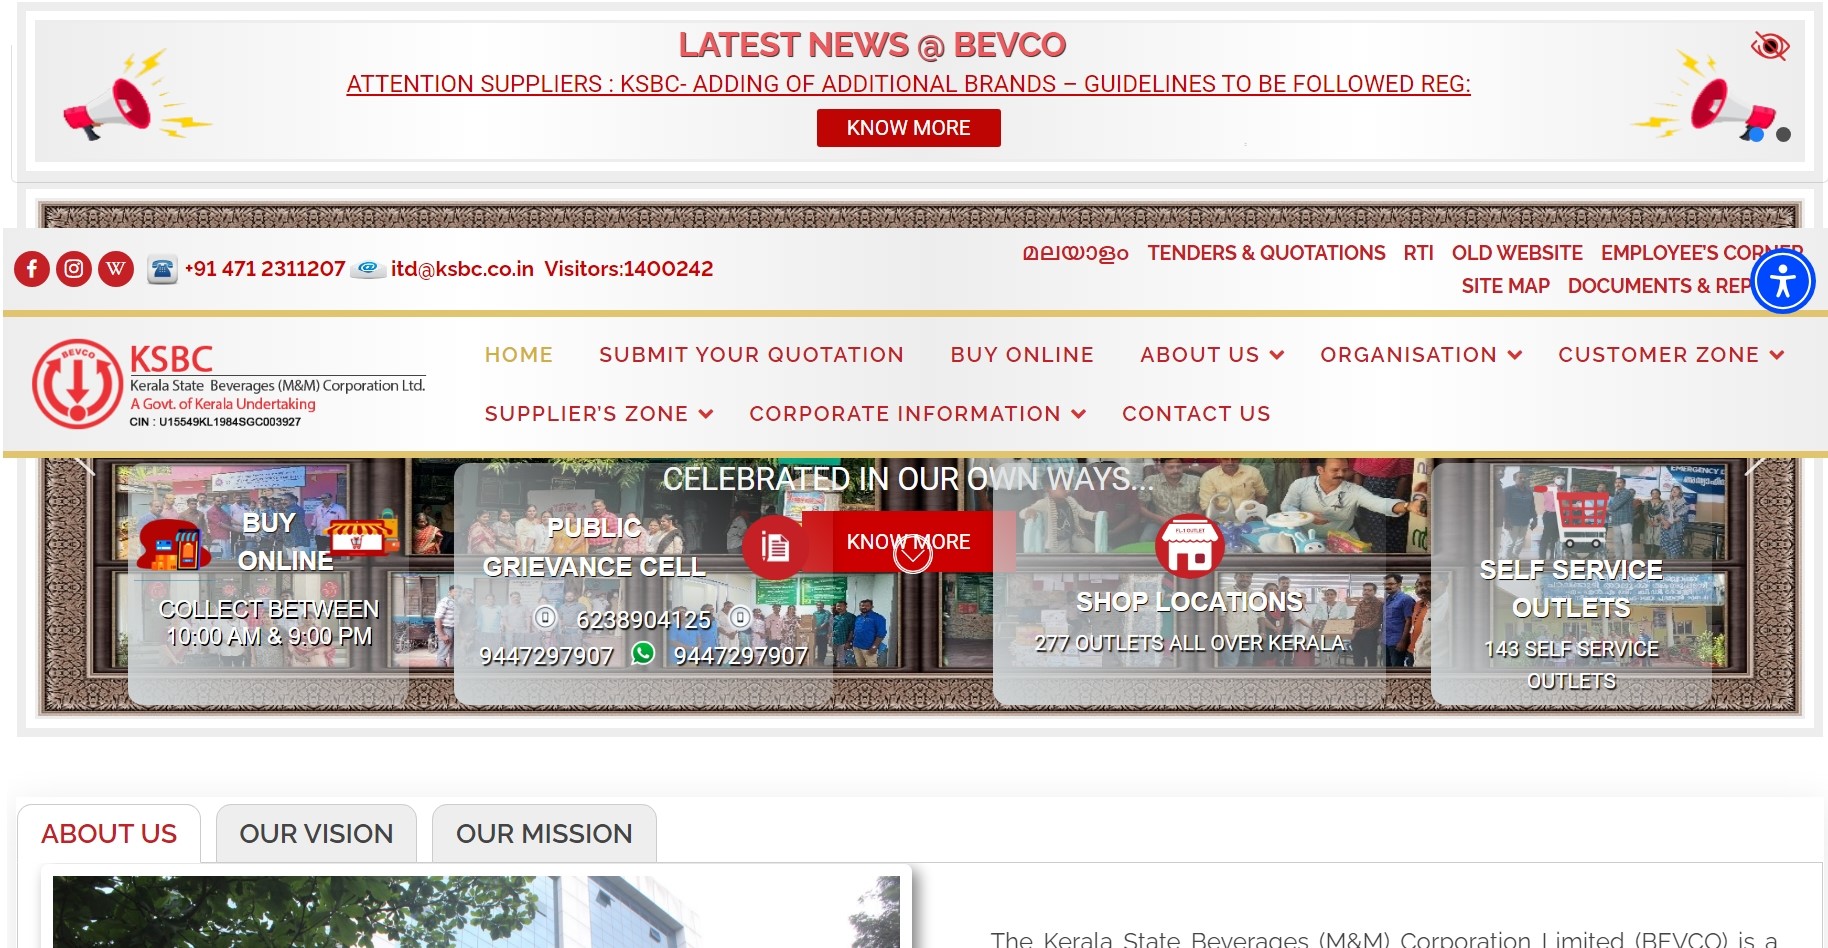 LATEST NEWS @ BEVCO
ATTENTION SUPPLIERS : KSBC- ADDING OF ADDITIONAL BRANDS – GUIDELINES TO BE FOLLOWED REG:
KNOW MORE
+91 471 2311207 itd@ksbc.co.in Visitors:1400242
മലയാളം TENDERS & QUOTATIONS RTI OLD WEBSITE EMPLOYEE'S CORNER
SITE MAP DOCUMENTS & REP
BEVCO
KSBC
Kerala State Beverages (M&M) Corporation Ltd.
A Govt. of Kerala Undertaking
CIN : U15549KL1984SGC003927
HOME SUBMIT YOUR QUOTATION BUY ONLINE ABOUT US ORGANISATION CUSTOMER ZONE
SUPPLIER'S ZONE CORPORATE INFORMATION CONTACT US
CELEBRATED IN OUR OWN WAYS...
KNOW MORE
BUY
ONLINE
COLLECT BETWEEN
10:00 AM & 9:00 PM
PUBLIC
GRIEVANCE CELL
6238904125
9447297907 9447297907
FL-1 OUTLET
SHOP LOCATIONS
277 OUTLETS ALL OVER KERALA
EMERGENCY
SELF SERVICE
OUTLETS
143 SELF SERVICE
OUTLETS
ABOUT US OUR VISION OUR MISSION
The Kerala State Beverages (M&M) Corporation Limited (BEVCO) is a